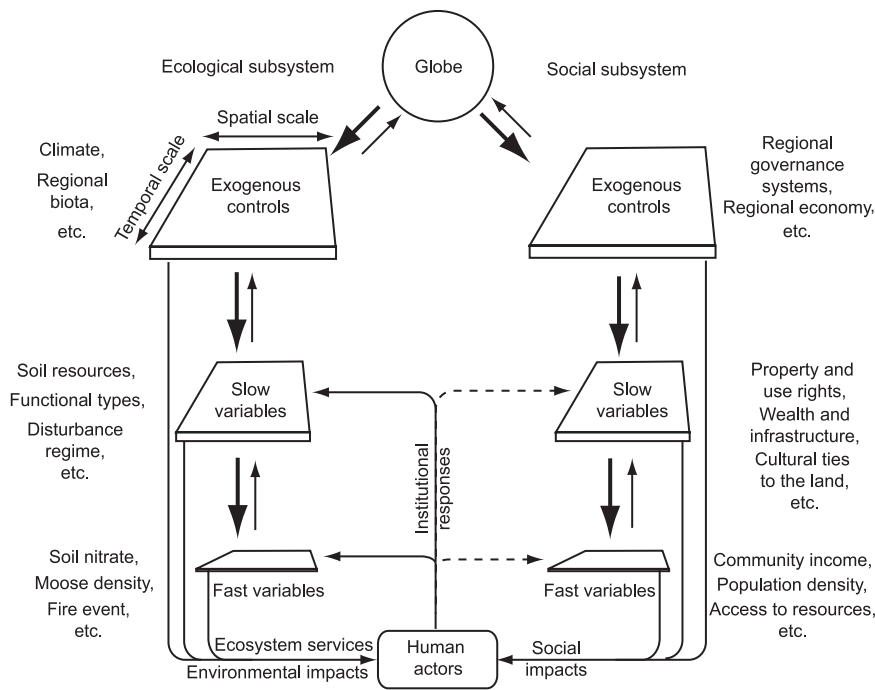 Ecological subsystem
Globe
Social subsystem
Spatial scale
Temporal scale
Climate,
Regional
biota,
etc.
Exogenous
controls
Exogenous
controls
Regional
governance
systems,
Regional economy,
etc.
Soil resources,
Functional types,
Disturbance
regime,
etc.
Slow
variables
Slow
variables
Property and
use rights,
Wealth and
infrastructure,
Cultural ties
to the land,
etc.
Institutional
responses
Soil nitrate,
Moose density,
Fire event,
etc.
Fast variables
Fast variables
Community income,
Population density,
Access to resources,
etc.
Ecosystem services
Environmental impacts
Human
actors
Social
impacts